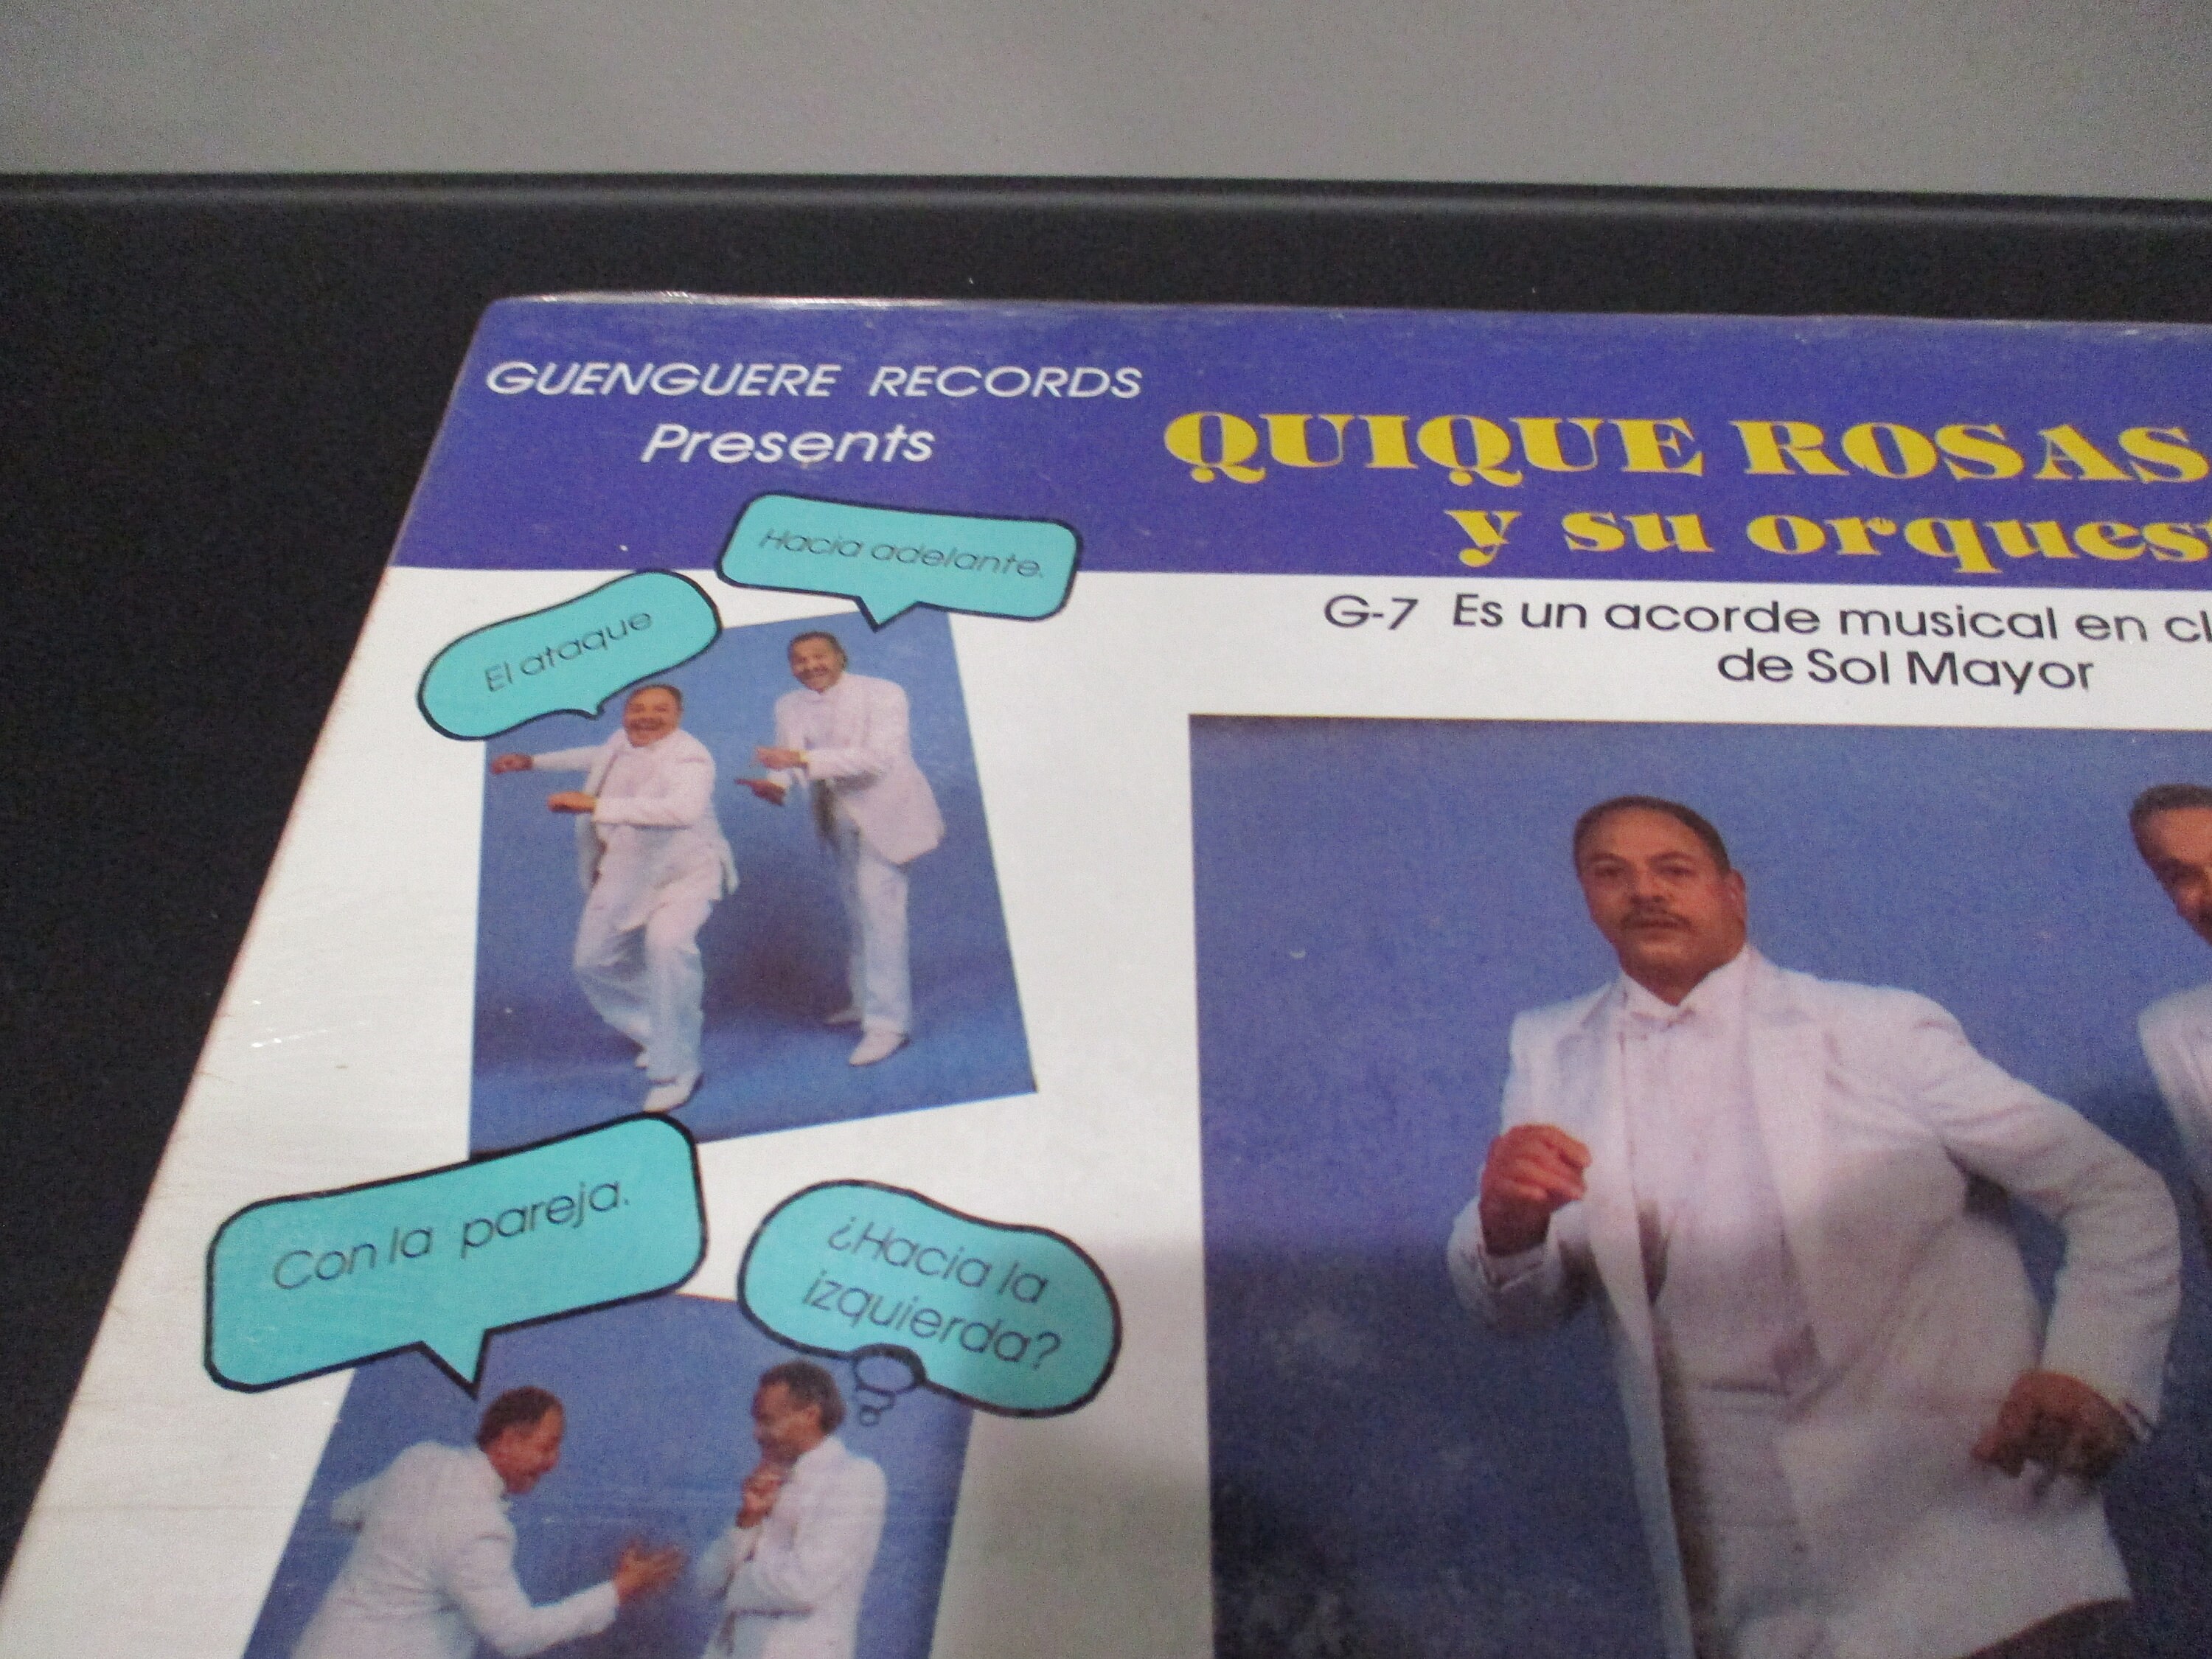 GUENGUERE RECORDS
Presents
QUIQUE ROSAS
y su orques
G-7 Es un acorde musical en cl
de Sol Mayor
Hacia adelante.
El ataque
Con la pareja.
¿Hacia la
izquierda?